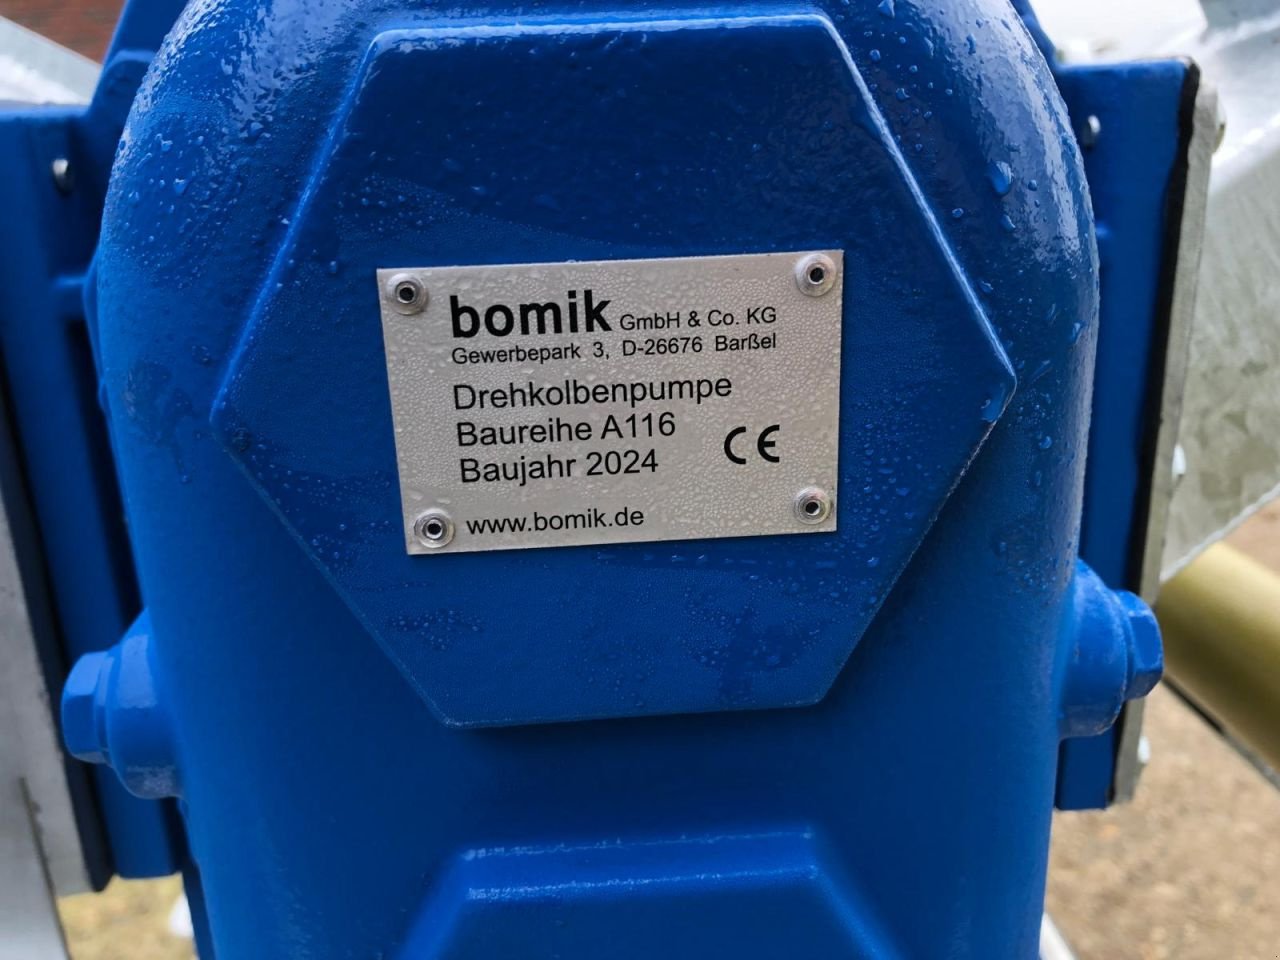 bomik GmbH & Co. KG
Gewerbepark 3, D-26676 Barßel
Drehkolbenpumpe
Baureihe A116
Baujahr 2024 CE
www.bomik.de